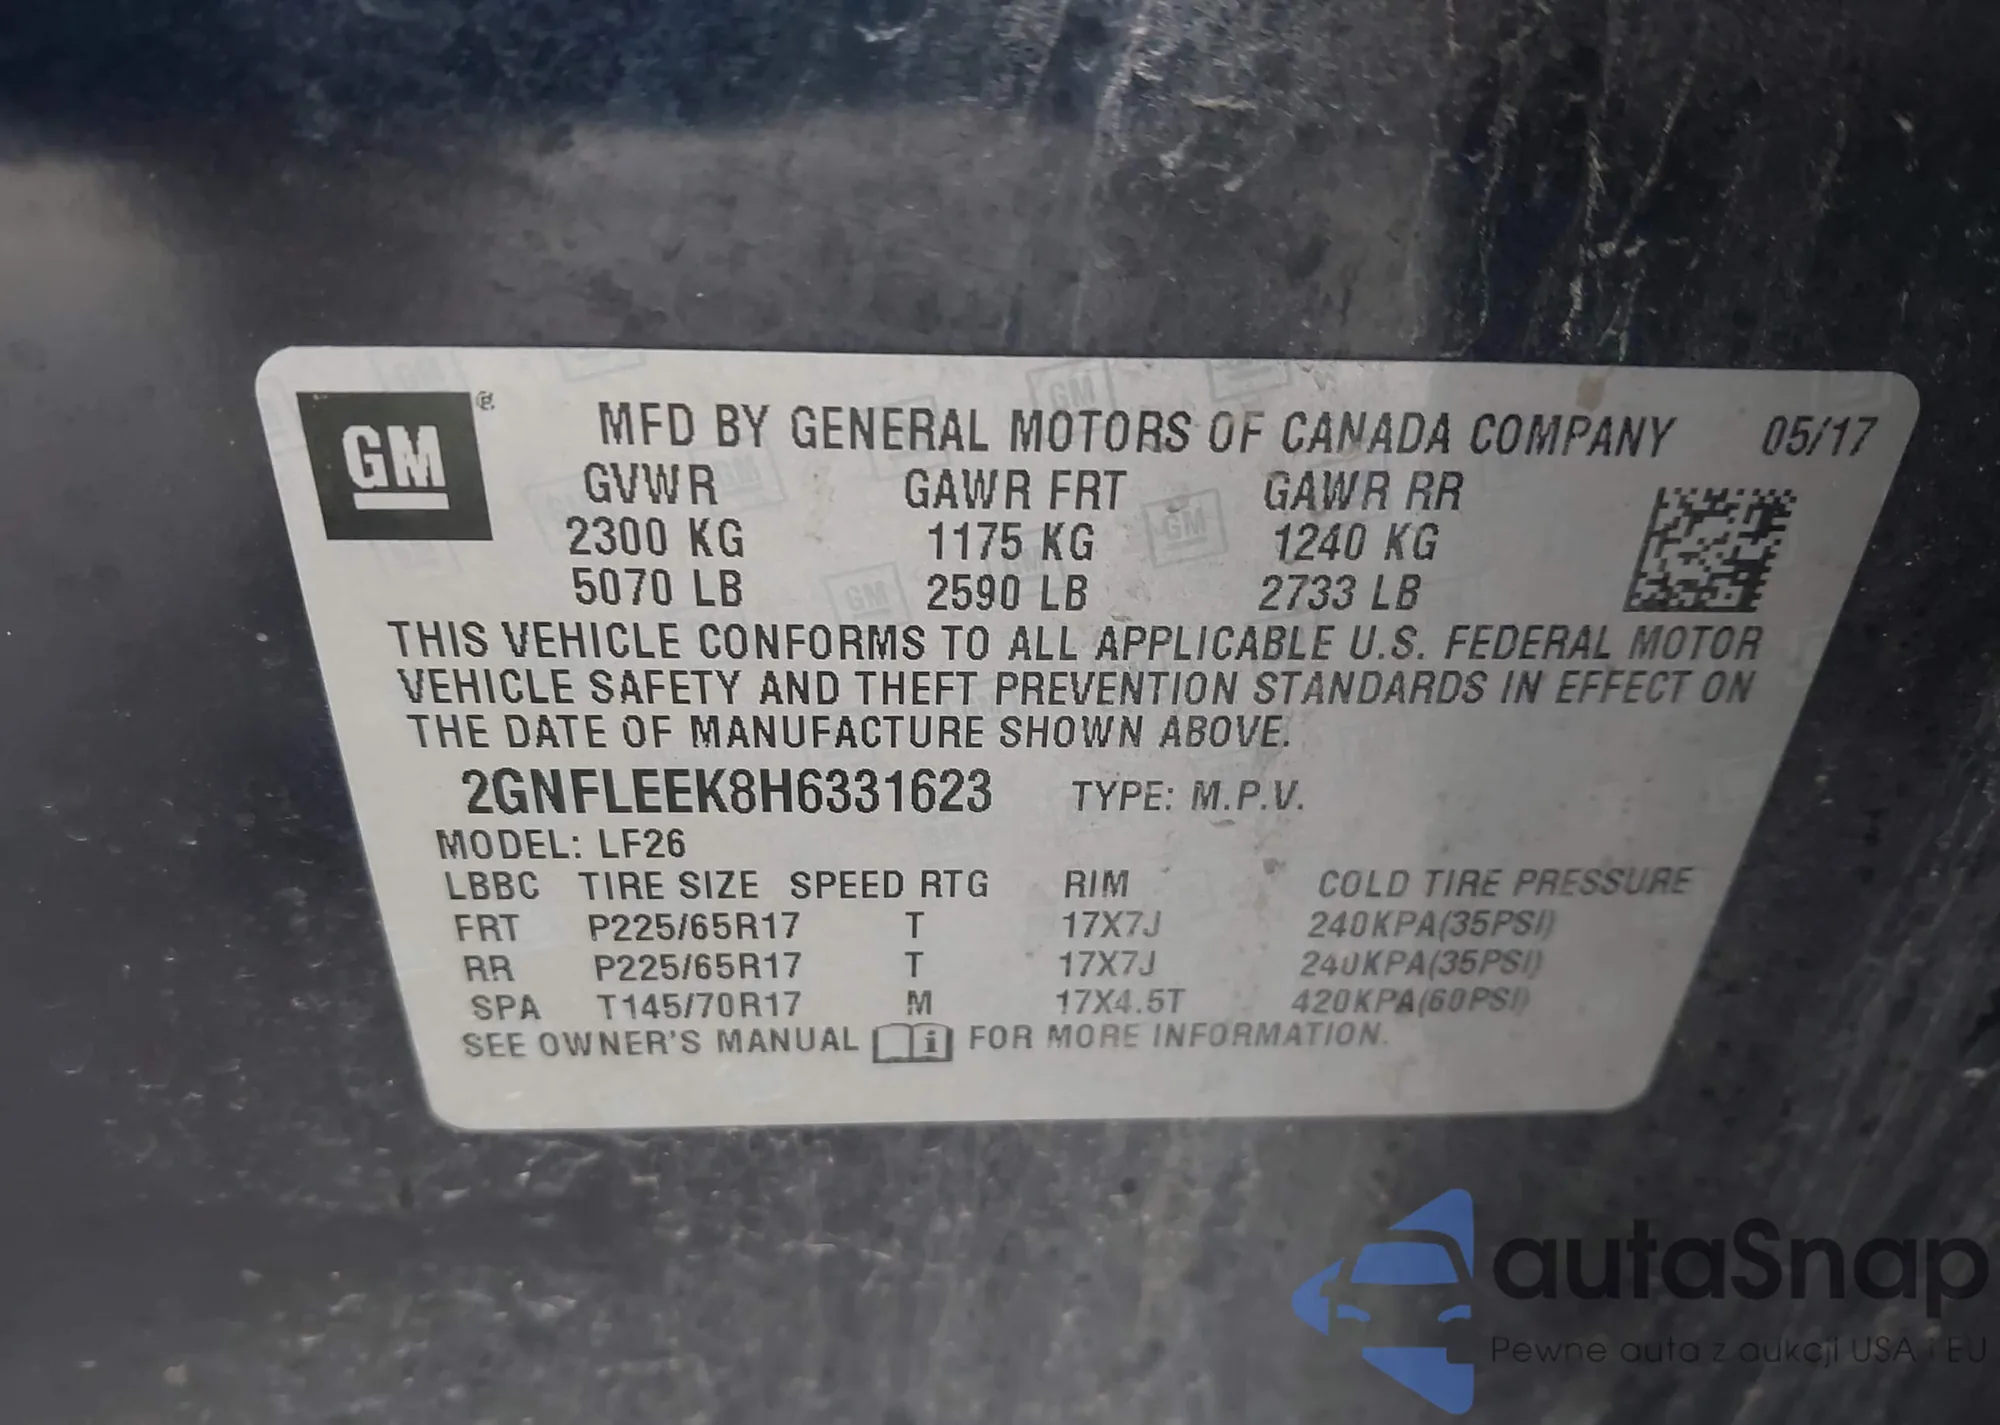 GM ®
MFD BY GENERAL MOTORS OF CANADA COMPANY 05/17
GVWR GAWR FRT GAWR RR
2300 KG 1175 KG 1240 KG
5070 LB 2590 LB 2733 LB
THIS VEHICLE CONFORMS TO ALL APPLICABLE U.S. FEDERAL MOTOR
VEHICLE SAFETY AND THEFT PREVENTION STANDARDS IN EFFECT ON
THE DATE OF MANUFACTURE SHOWN ABOVE.
2GNFLEEK8H6331623 TYPE: M.P.V.
MODEL: LF26
LBBC TIRE SIZE SPEED RTG RIM COLD TIRE PRESSURE
FRT P225/65R17 T 17X7J 240KPA(35PSI)
RR P225/65R17 T 17X7J 240KPA(35PSI)
SPA T145/70R17 M 17X4.5T 420KPA(60PSI)
SEE OWNER'S MANUAL i FOR MORE INFORMATION.
autaSnap
Pewne auta z aukcji USA i EU